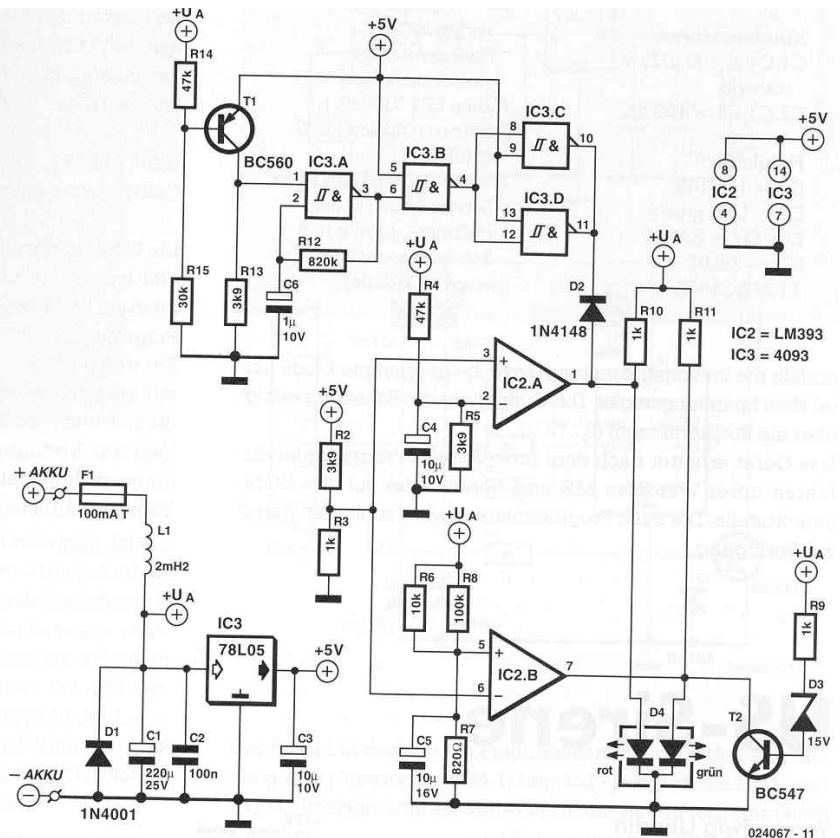 +U A
R14
47k
T1
BC560
R15
30k
R13
3k9
+5V
IC3.A
1
2
3
&
IC3.B
5
6
4
&
IC3.C
8
9
10
&
IC3.D
13
12
11
&
R12
820k
C6
1µ
10V
+5V
8
14
IC2
IC3
4
7
IC2 = LM393
IC3 = 4093
+U A
R4
47k
D2
1N4148
+U A
R10
1k
R11
1k
3
+
2
−
1
IC2.A
C4
10µ
10V
R5
3k9
+5V
R2
3k9
R3
1k
+ AKKU
F1
100mA T
L1
2mH2
+U A
IC3
78L05
+5V
D1
1N4001
C1
220µ
25V
C2
100n
C3
10µ
10V
− AKKU
+U A
R6
10k
R8
100k
5
+
6
−
7
IC2.B
C5
10µ
16V
R7
820Ω
D4
rot
grün
T2
BC547
+U A
R9
1k
D3
15V
024067 - 11